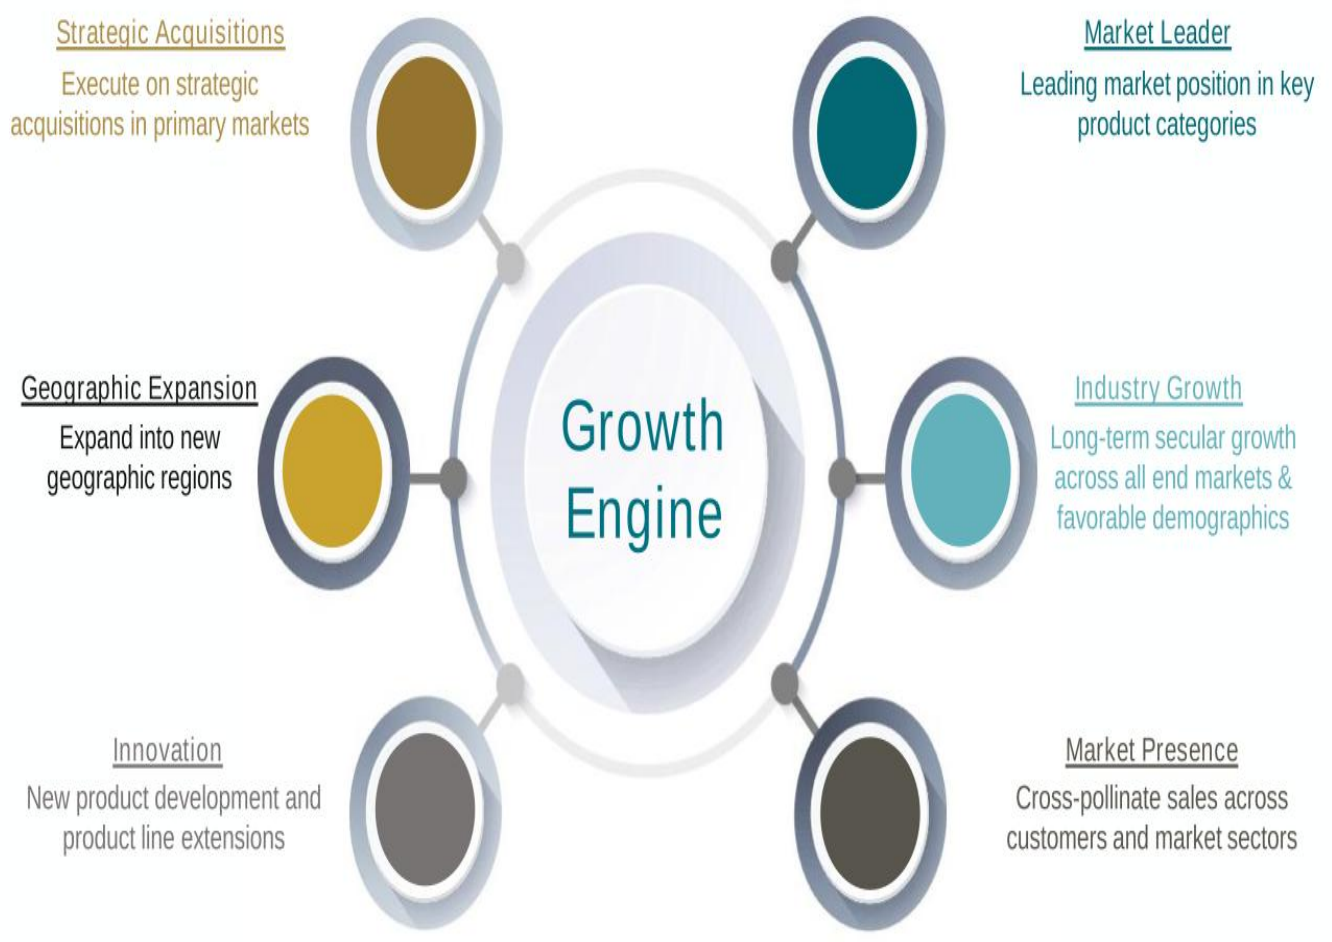 Strategic Acquisitions
Execute on strategic
acquisitions in primary markets
Market Leader
Leading market position in key
product categories
Geographic Expansion
Expand into new
geographic regions
Growth
Engine
Industry Growth
Long-term secular growth
across all end markets &
favorable demographics
Innovation
New product development and
product line extensions
Market Presence
Cross-pollinate sales across
customers and market sectors